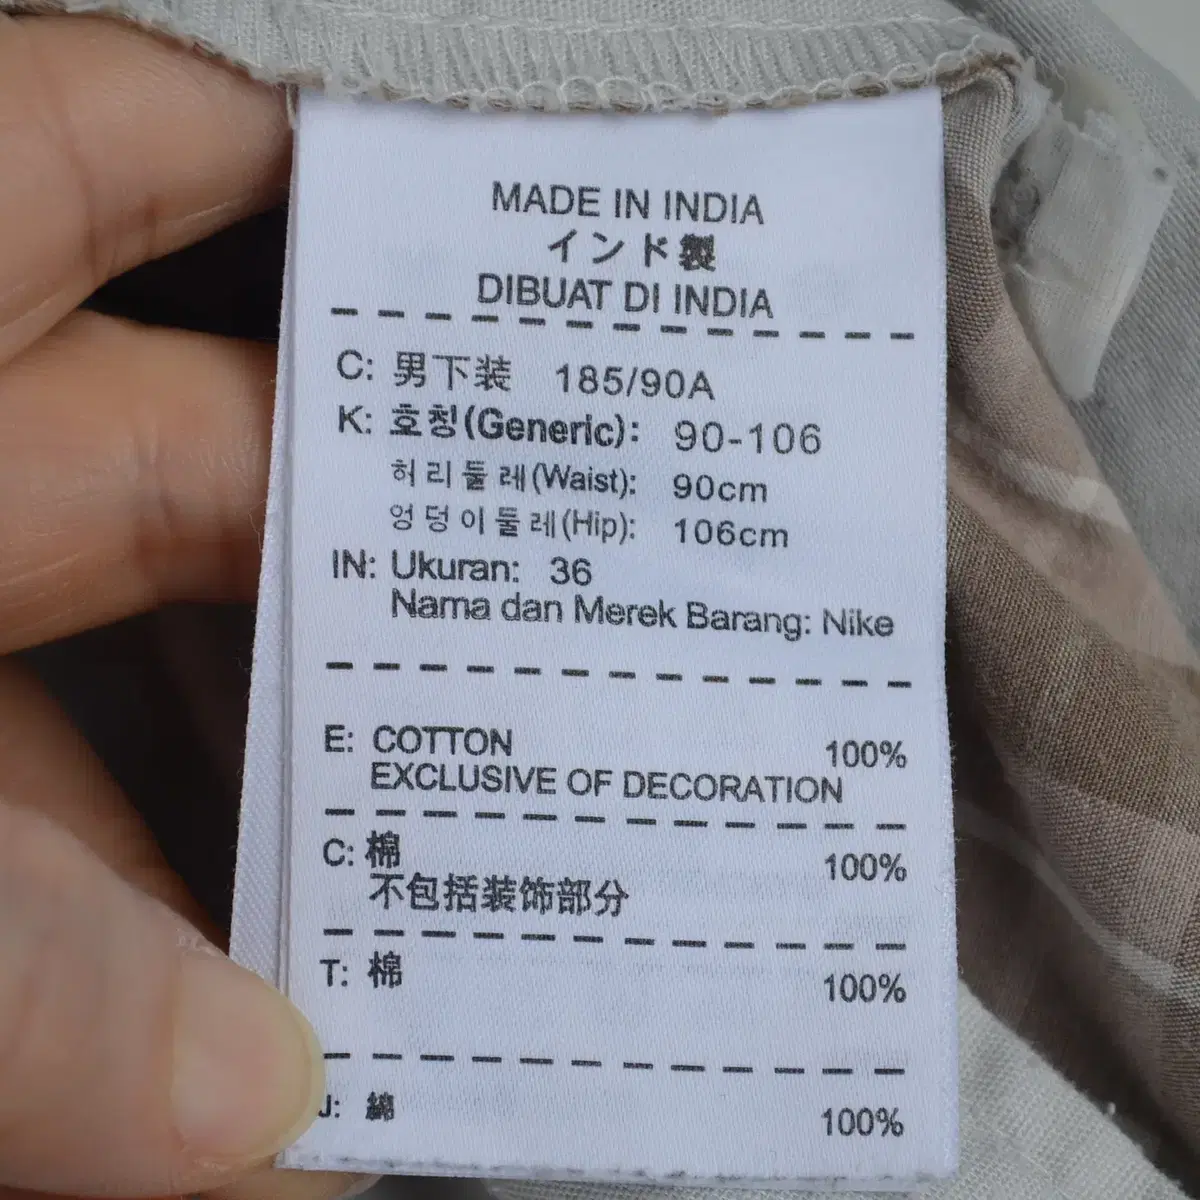 MADE IN INDIA
インド製
DIBUAT DI INDIA
C: 男下装 185/90A
K: 호칭(Generic): 90-106
허리둘레(Waist): 90cm
엉덩이둘레(Hip): 106cm
IN: Ukuran: 36
Nama dan Merek Barang: Nike
E: COTTON 100%
EXCLUSIVE OF DECORATION
C: 棉 100%
不包括装饰部分
T: 棉 100%
J: 綿 100%